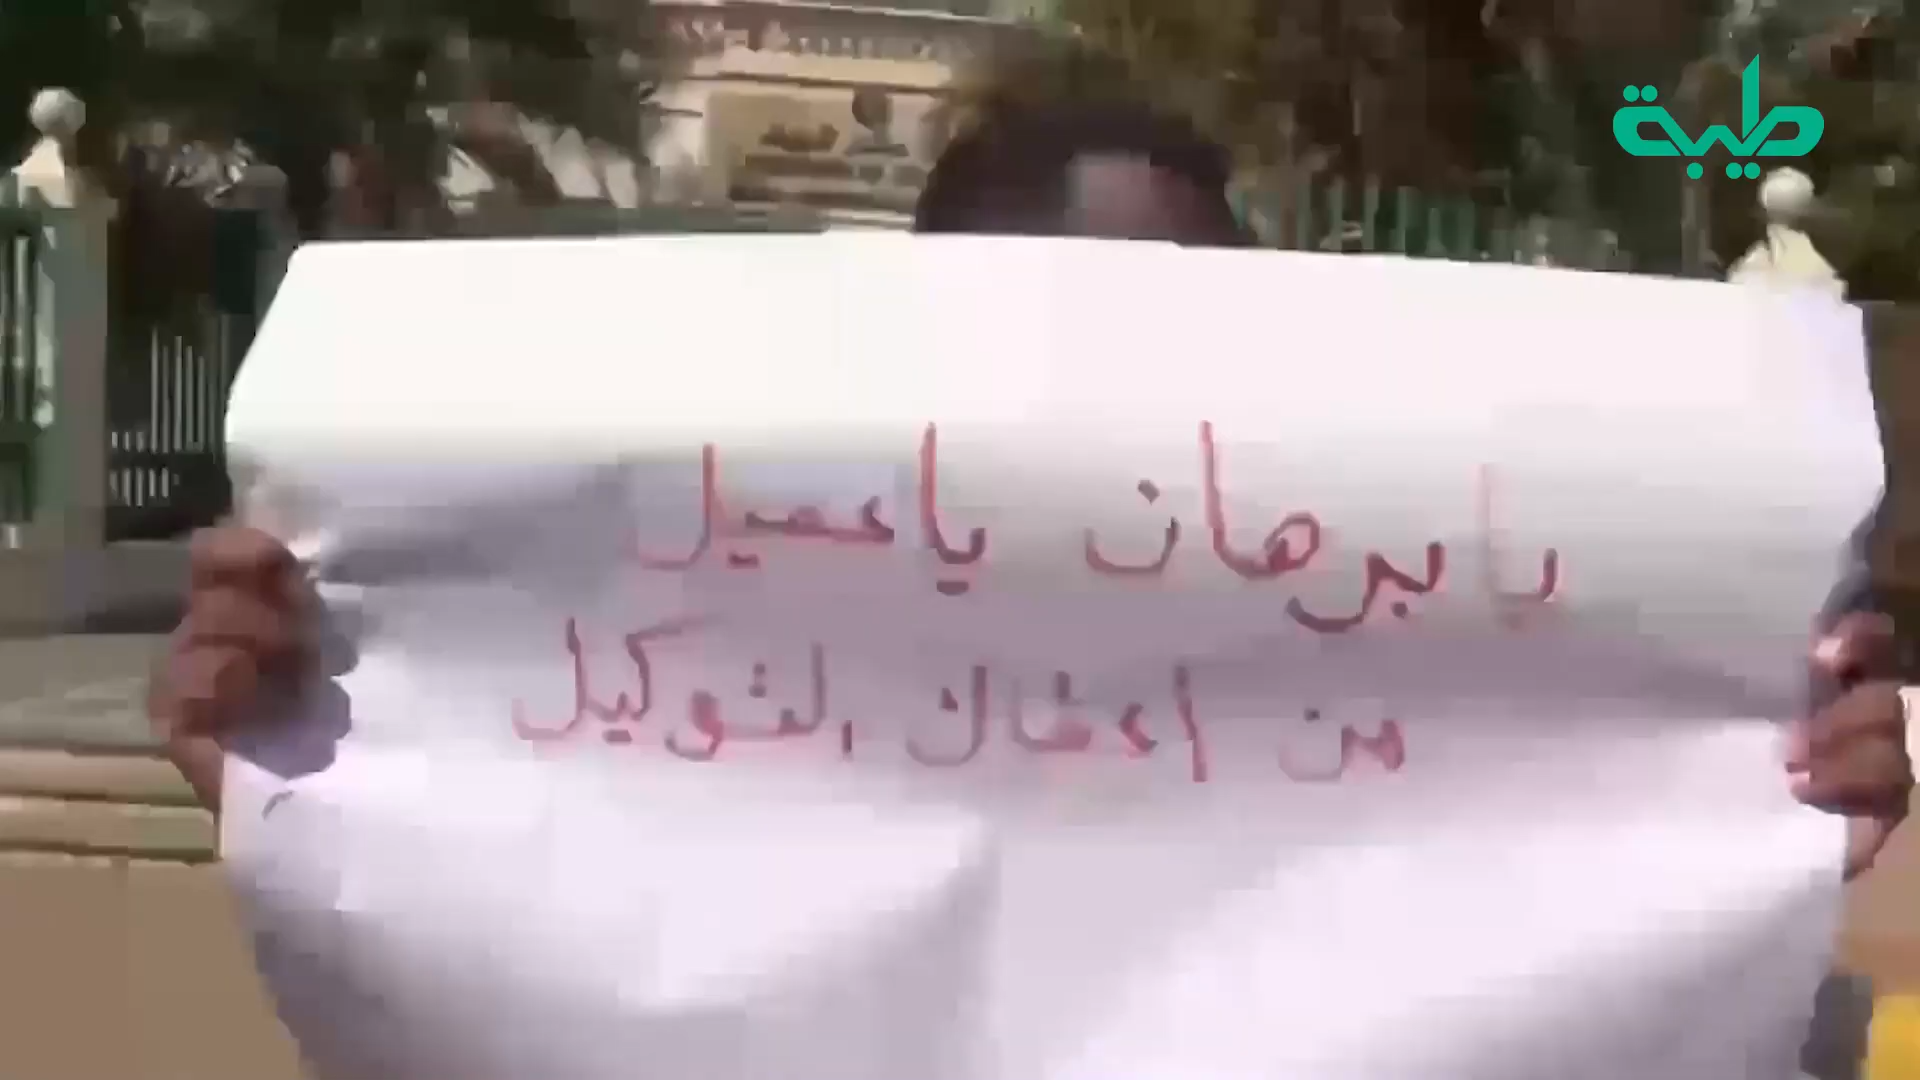 طيبة
يا برهان يا عميل
من أعطاك التوكيل